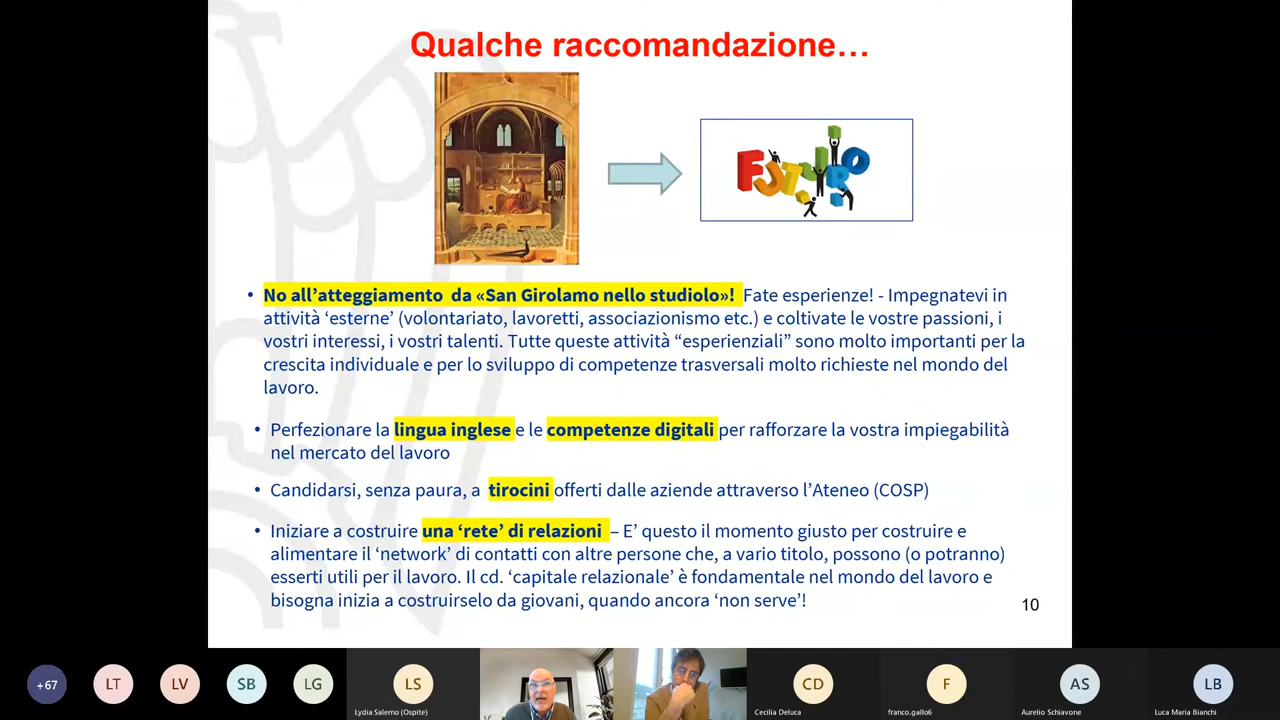 Qualche raccomandazione…
FUTURO
• No all’atteggiamento da «San Girolamo nello studiolo»! Fate esperienze! - Impegnatevi in
attività ‘esterne’ (volontariato, lavoretti, associazionismo etc.) e coltivate le vostre passioni, i
vostri interessi, i vostri talenti. Tutte queste attività “esperienziali” sono molto importanti per la
crescita individuale e per lo sviluppo di competenze trasversali molto richieste nel mondo del
lavoro.
• Perfezionare la lingua inglese e le competenze digitali per rafforzare la vostra impiegabilità
nel mercato del lavoro
• Candidarsi, senza paura, a tirocini offerti dalle aziende attraverso l’Ateneo (COSP)
• Iniziare a costruire una ‘rete’ di relazioni – E’ questo il momento giusto per costruire e
alimentare il ‘network’ di contatti con altre persone che, a vario titolo, possono (o potranno)
esserti utili per il lavoro. Il cd. ‘capitale relazionale’ è fondamentale nel mondo del lavoro e
bisogna inizia a costruirselo da giovani, quando ancora ‘non serve’!
10
+67 LT LV SB LG LS CD F AS LB
Lydia Salerno (Ospite) Cecilia Deluca franco.gallo6 Aurelio Schiavone Luca Maria Bianchi